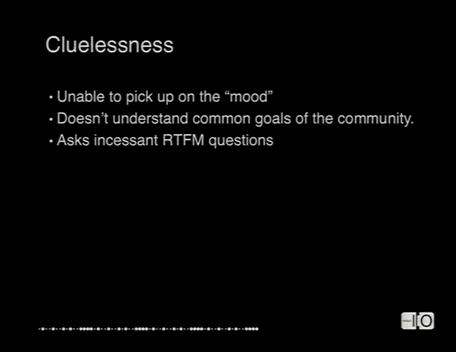 Cluelessness
• Unable to pick up on the “mood”
• Doesn’t understand common goals of the community.
• Asks incessant RTFM questions
IO